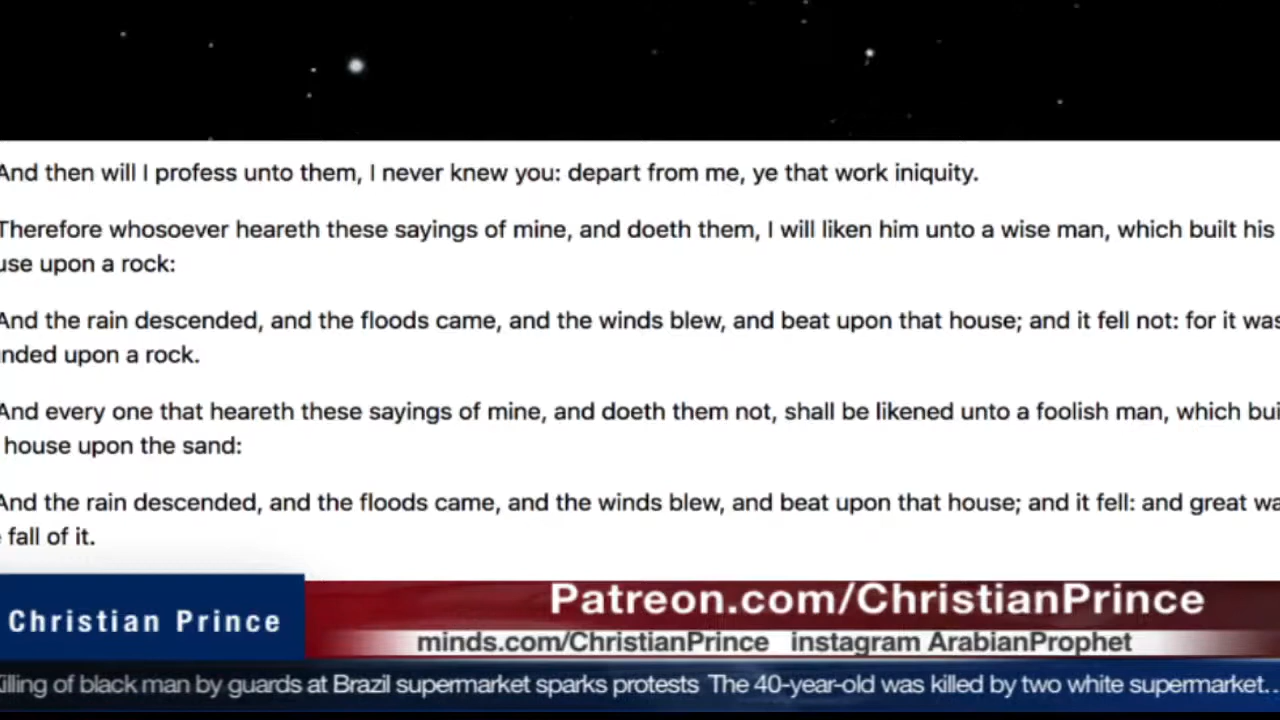 And then will I profess unto them, I never knew you: depart from me, ye that work iniquity.
Therefore whosoever heareth these sayings of mine, and doeth them, I will liken him unto a wise man, which built his
use upon a rock:
And the rain descended, and the floods came, and the winds blew, and beat upon that house; and it fell not: for it was
nded upon a rock.
And every one that heareth these sayings of mine, and doeth them not, shall be likened unto a foolish man, which bui
house upon the sand:
And the rain descended, and the floods came, and the winds blew, and beat upon that house; and it fell: and great wa
fall of it.
Christian Prince
Patreon.com/ChristianPrince
minds.com/ChristianPrince instagram ArabianProphet
illing of black man by guards at Brazil supermarket sparks protests The 40-year-old was killed by two white supermarket..